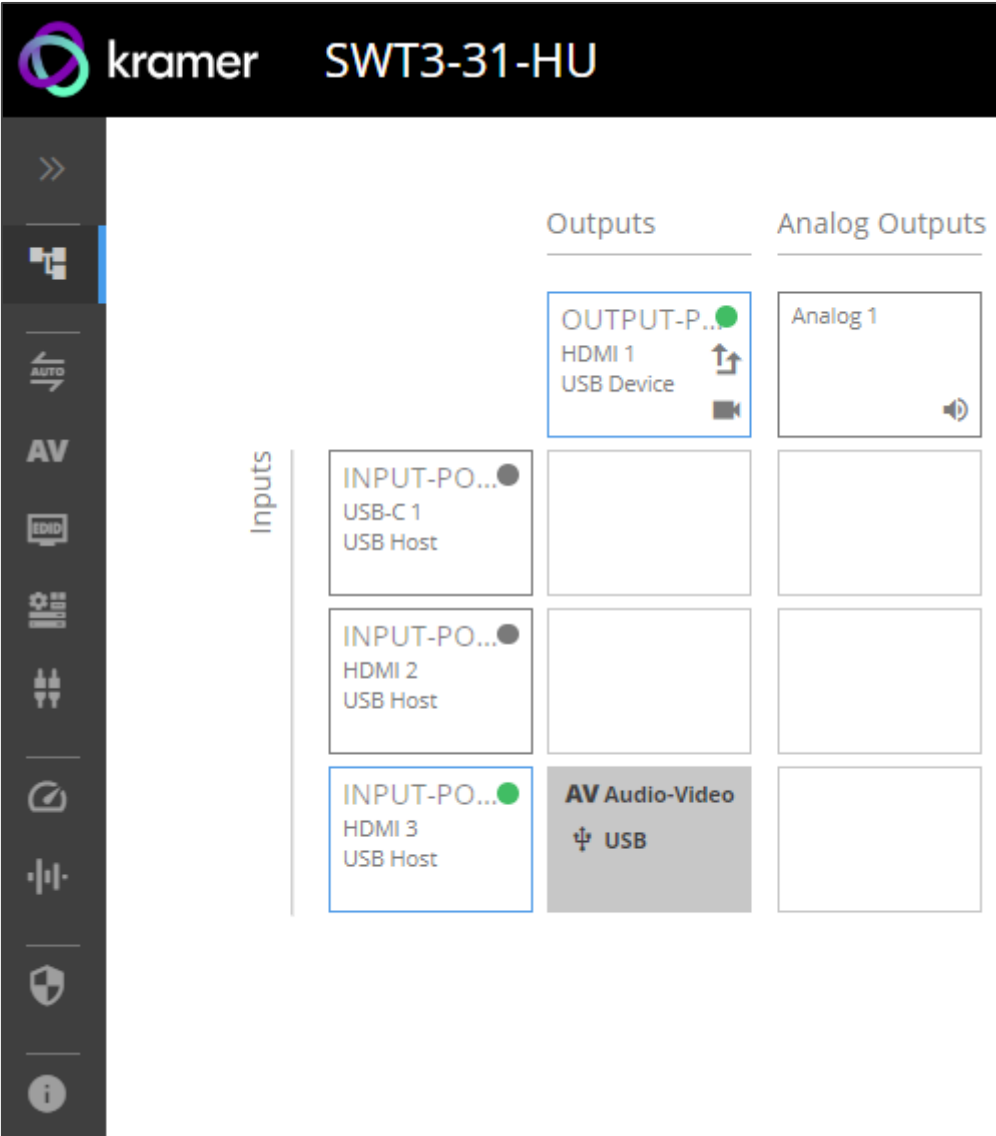 kramer SWT3-31-HU
Outputs Analog Outputs
OUTPUT-P...
HDMI 1
USB Device
Analog 1
AUTO
AV
EDID
Inputs
INPUT-PO...
USB-C 1
USB Host
INPUT-PO...
HDMI 2
USB Host
INPUT-PO...
HDMI 3
USB Host
AV Audio-Video
USB